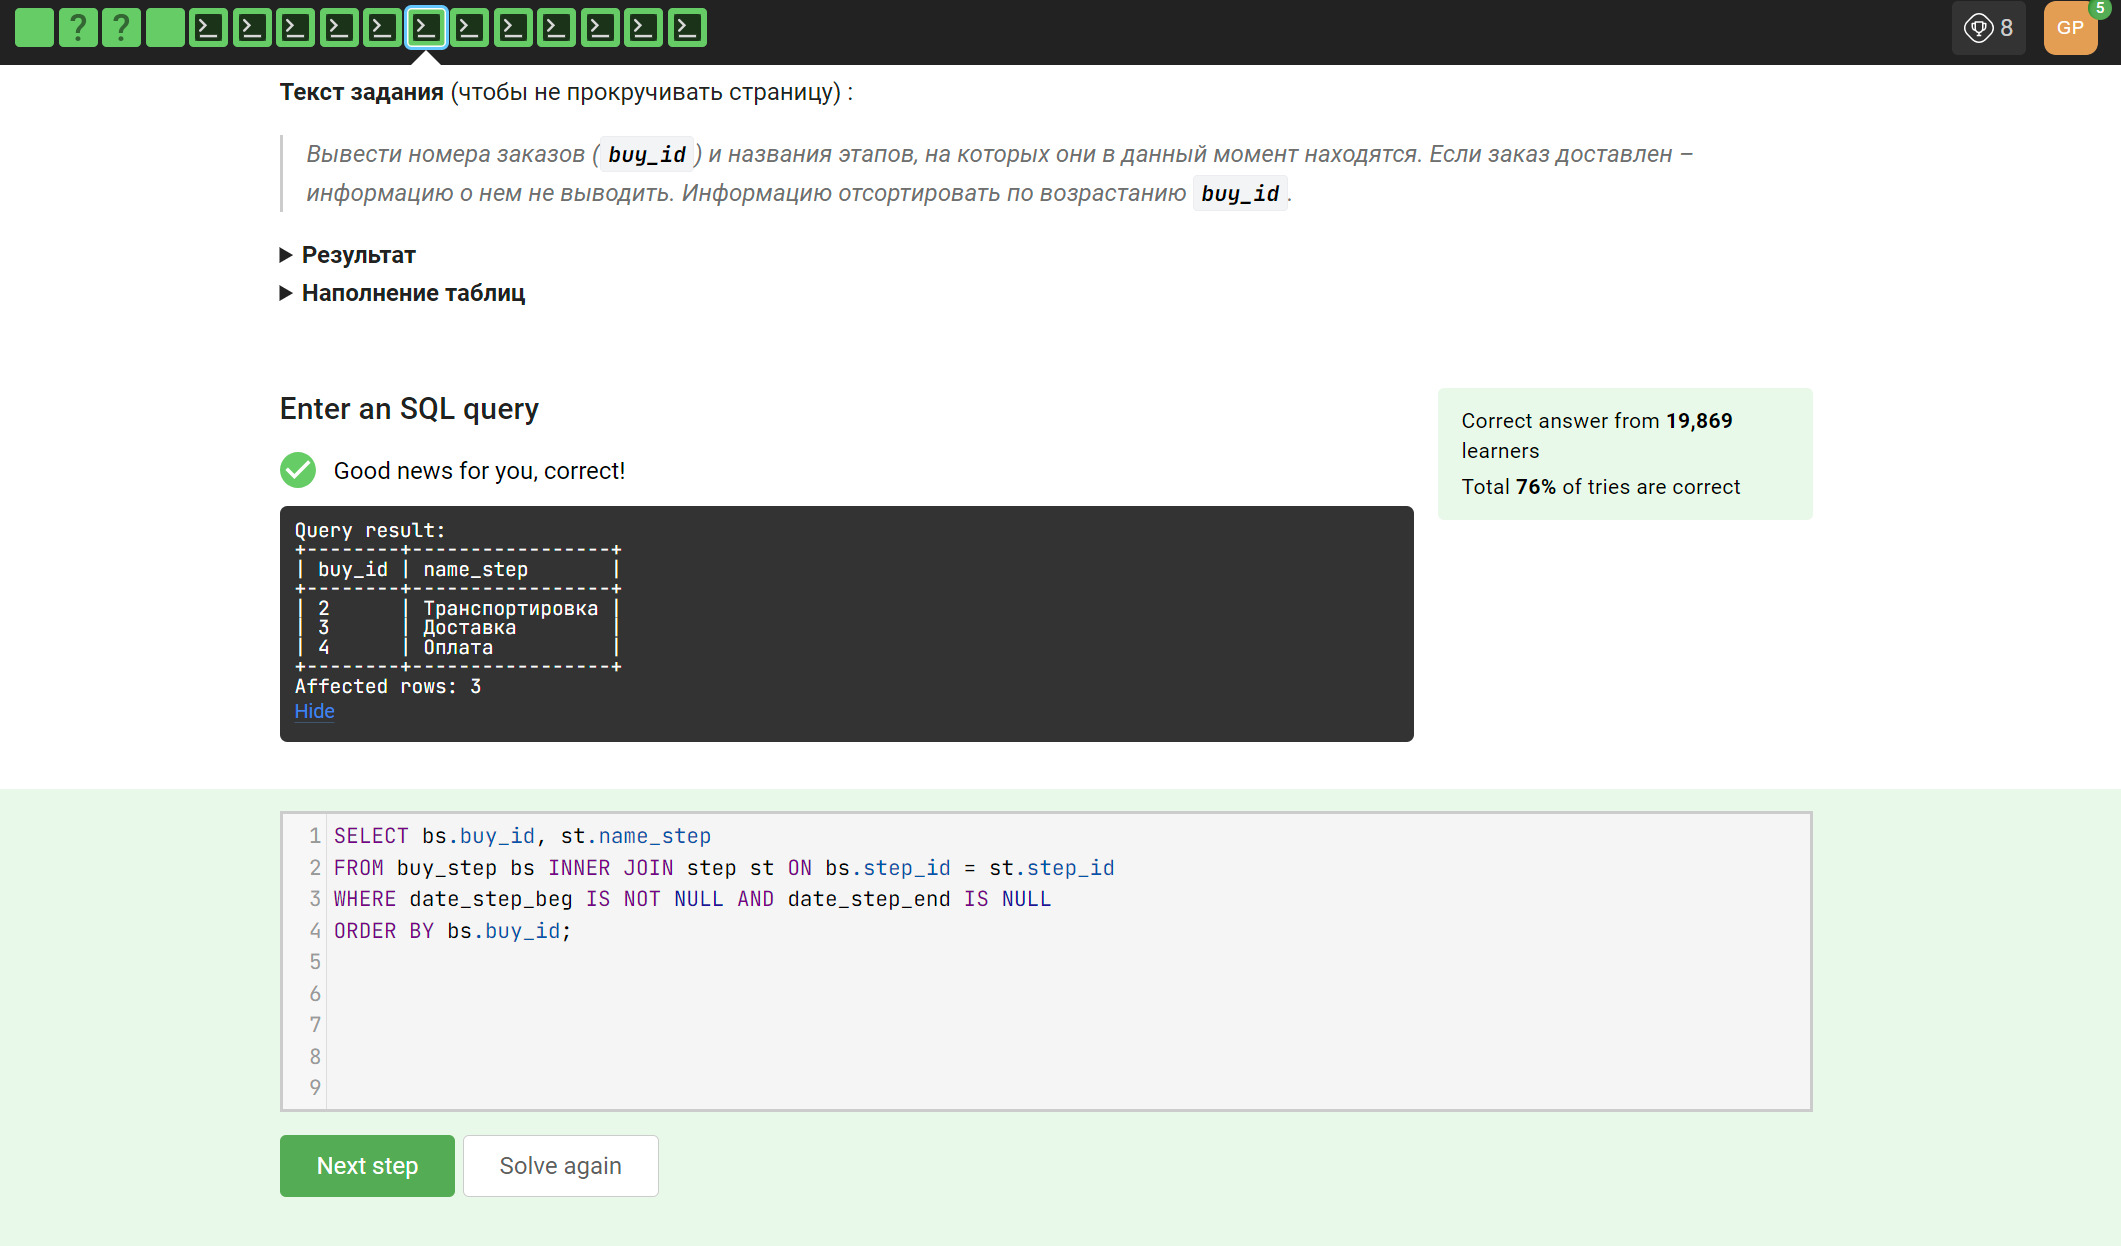 ? ? 8 GP 5
Текст задания (чтобы не прокручивать страницу) :
Вывести номера заказов ( buy_id ) и названия этапов, на которых они в данный момент находятся. Если заказ доставлен –
информацию о нем не выводить. Информацию отсортировать по возрастанию buy_id .
Результат
Наполнение таблиц
Enter an SQL query
Good news for you, correct!
Correct answer from 19,869
learners
Total 76% of tries are correct
Query result:
+--------+-----------------+
| buy_id | name_step       |
+--------+-----------------+
| 2      | Транспортировка |
| 3      | Доставка        |
| 4      | Оплата          |
+--------+-----------------+
Affected rows: 3
Hide
1 SELECT bs.buy_id, st.name_step
2 FROM buy_step bs INNER JOIN step st ON bs.step_id = st.step_id
3 WHERE date_step_beg IS NOT NULL AND date_step_end IS NULL
4 ORDER BY bs.buy_id;
5
6
7
8
9
Next step Solve again